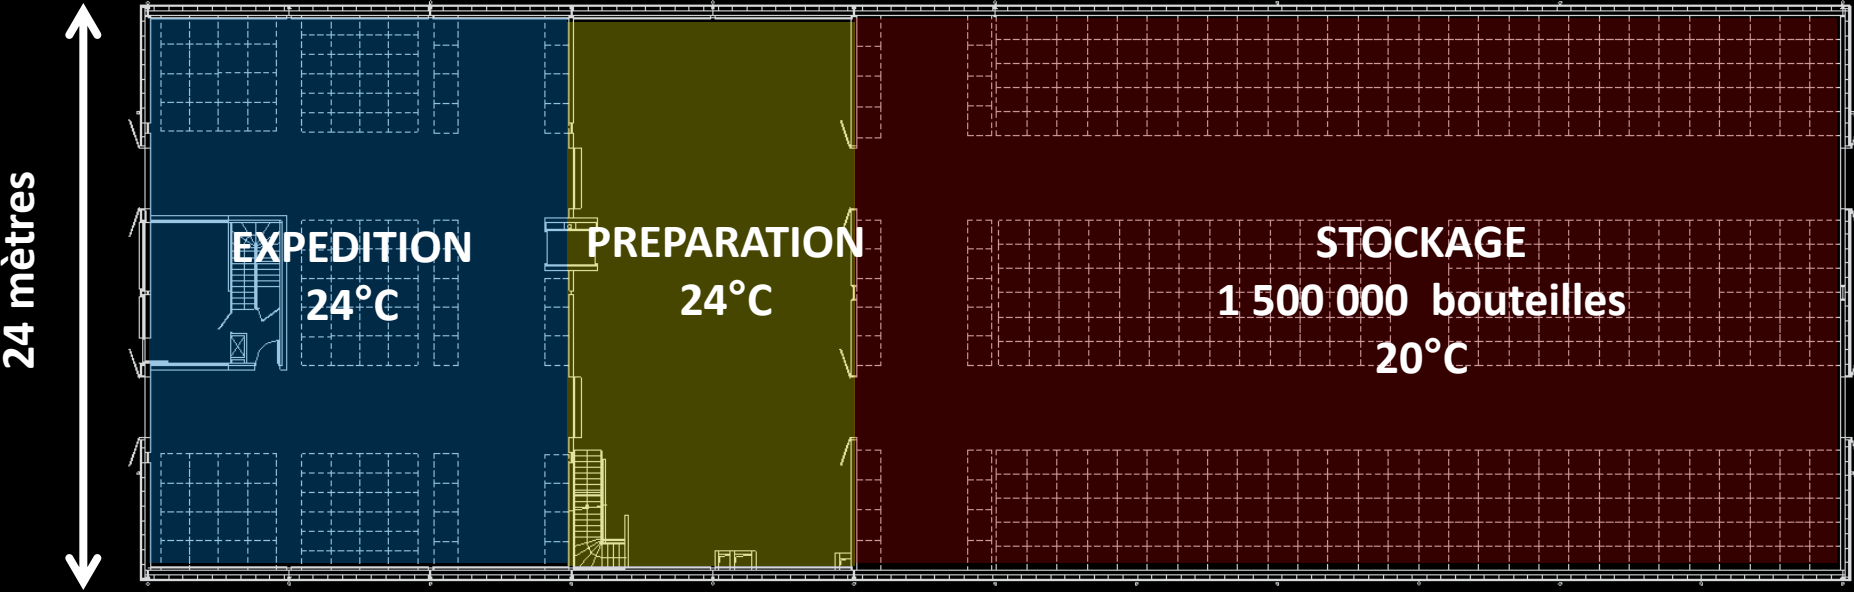 24 mètres
EXPEDITION
24°C
PREPARATION
24°C
STOCKAGE
1 500 000 bouteilles
20°C